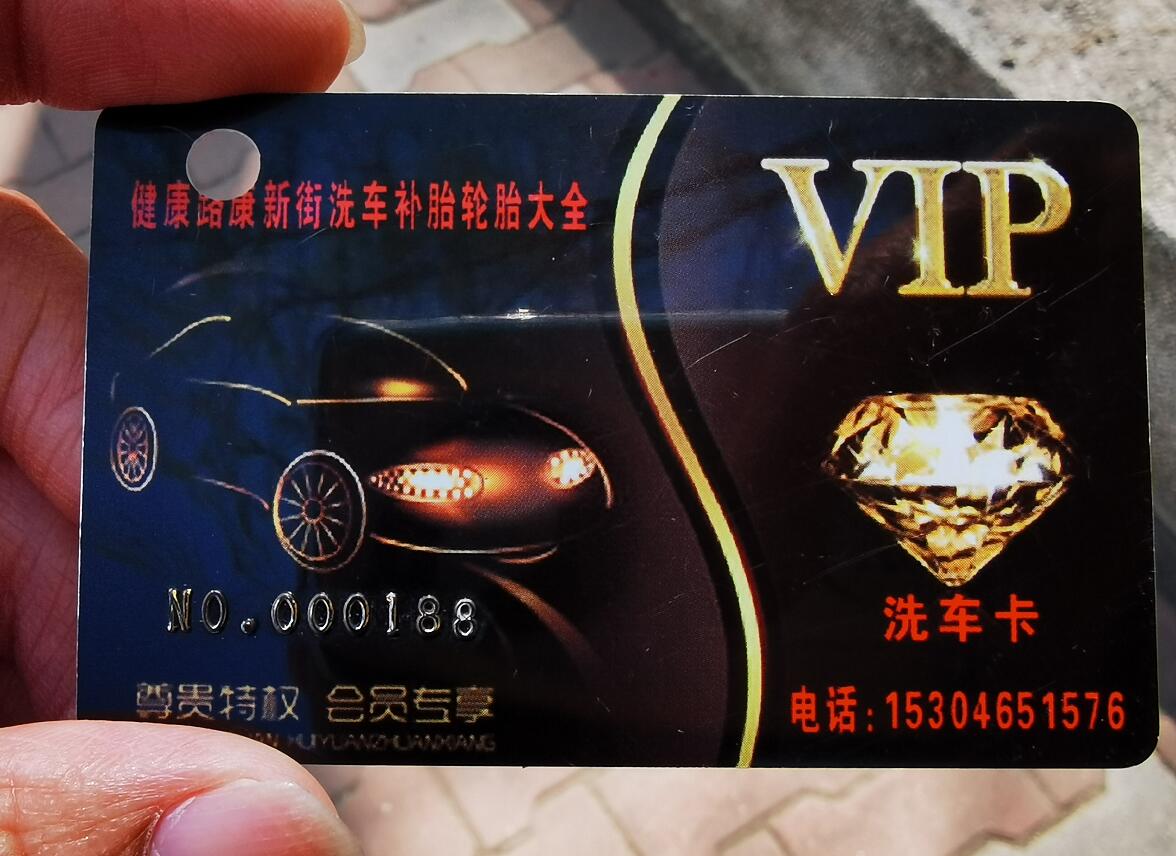 健康路康新街洗车补胎轮胎大全
VIP
NO.000188
洗车卡
尊贵特权 会员专享
HUIYUANZHUANXIANG
电话:15304651576